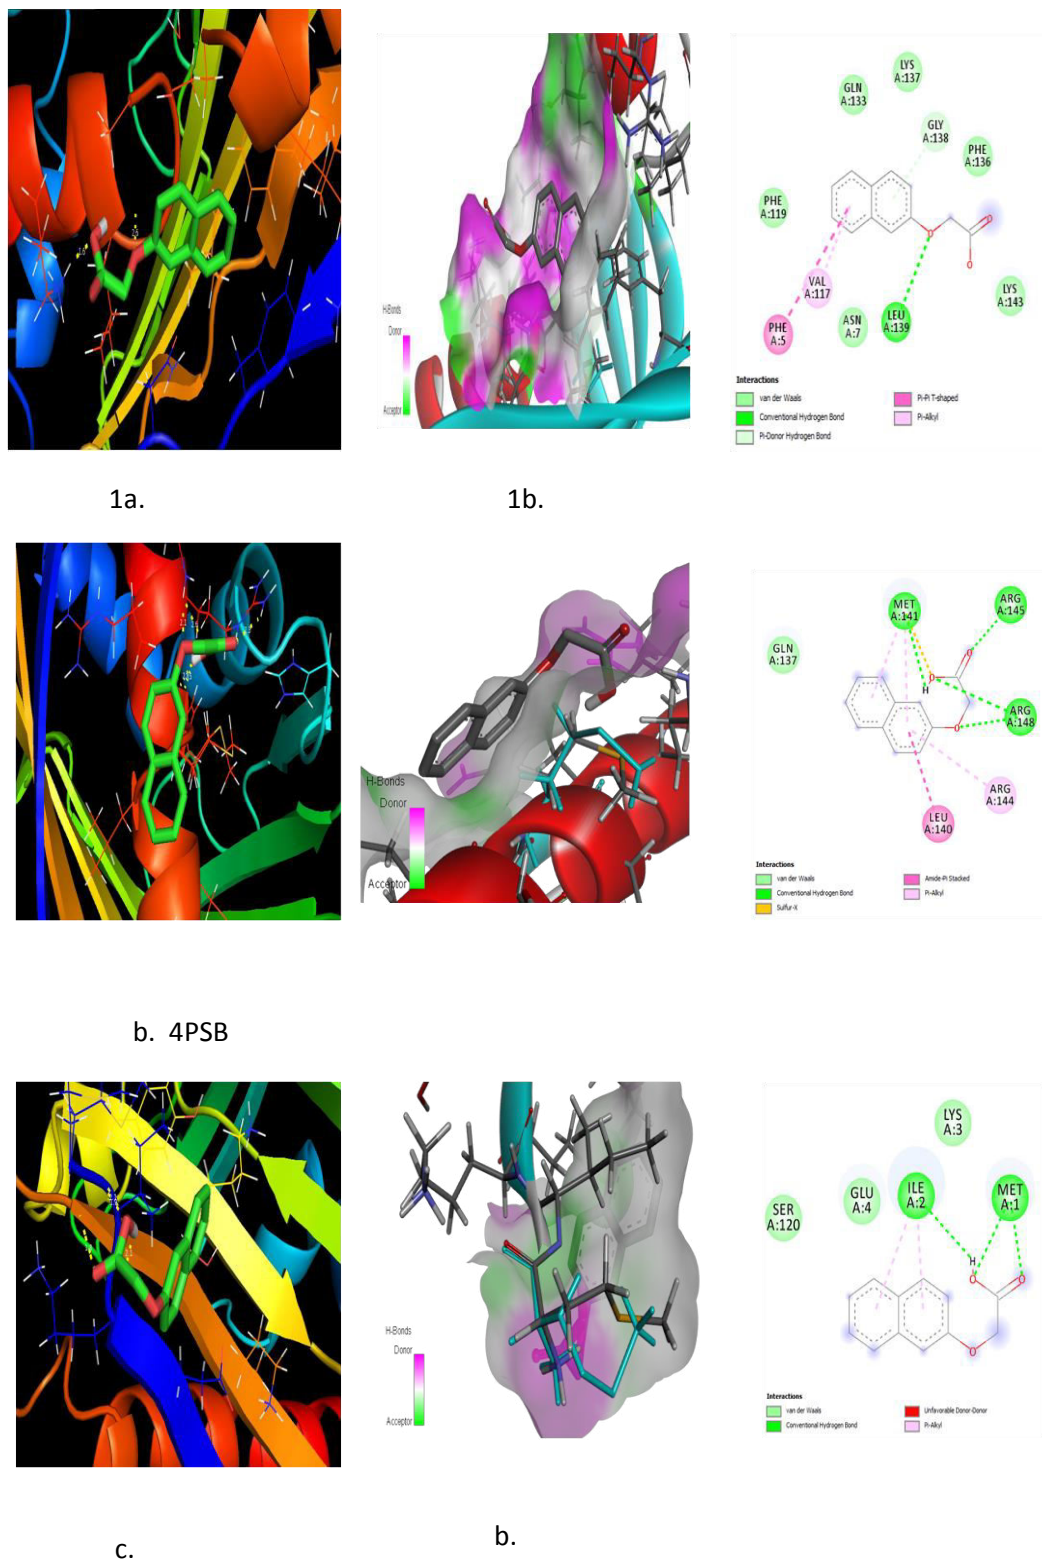 H-Bonds
Donor
Acceptor
LYS
A:137
GLN
A:133
GLY
A:138
PHE
A:136
PHE
A:119
VAL
A:117
LYS
A:143
PHE
A:5
ASN
A:7
LEU
A:139
O
O
O
Interactions
van der Waals
Conventional Hydrogen Bond
Pi-Donor Hydrogen Bond
Pi-Pi T-shaped
Pi-Alkyl
1a.
1b.
H-Bonds
Donor
Acceptor
MET
A:141
ARG
A:145
GLN
A:137
H
O
O
O
ARG
A:148
ARG
A:144
LEU
A:140
Interactions
van der Waals
Conventional Hydrogen Bond
Sulfur-X
Amide-Pi Stacked
Pi-Alkyl
b. 4PSB
H-Bonds
Donor
Acceptor
LYS
A:3
GLU
A:4
ILE
A:2
MET
A:1
SER
A:120
H
O
O
O
Interactions
van der Waals
Conventional Hydrogen Bond
Unfavorable Donor-Donor
Pi-Alkyl
c.
b.